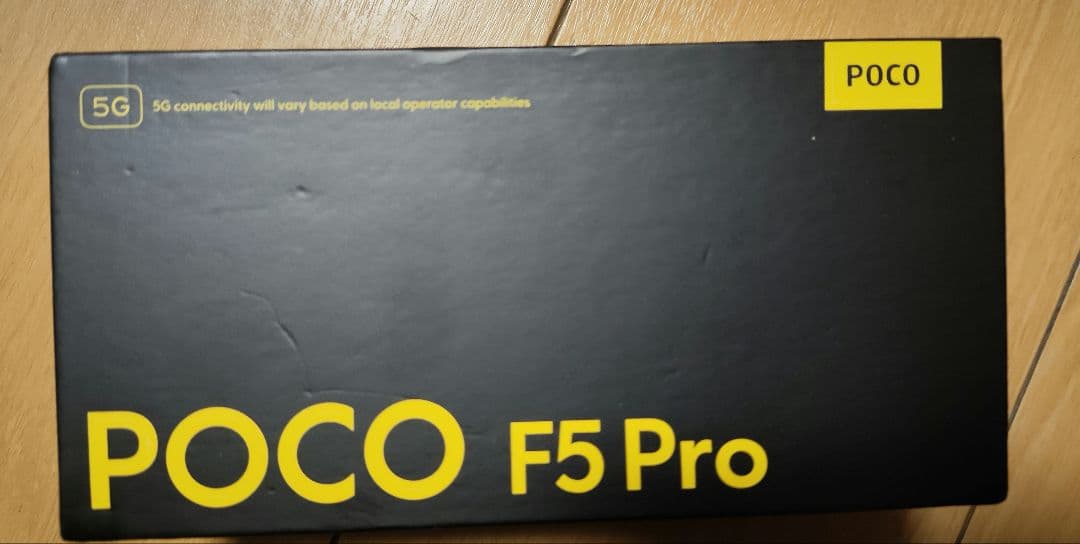 5G 5G connectivity will vary based on local operator capabilities
POCO
POCO F5 Pro